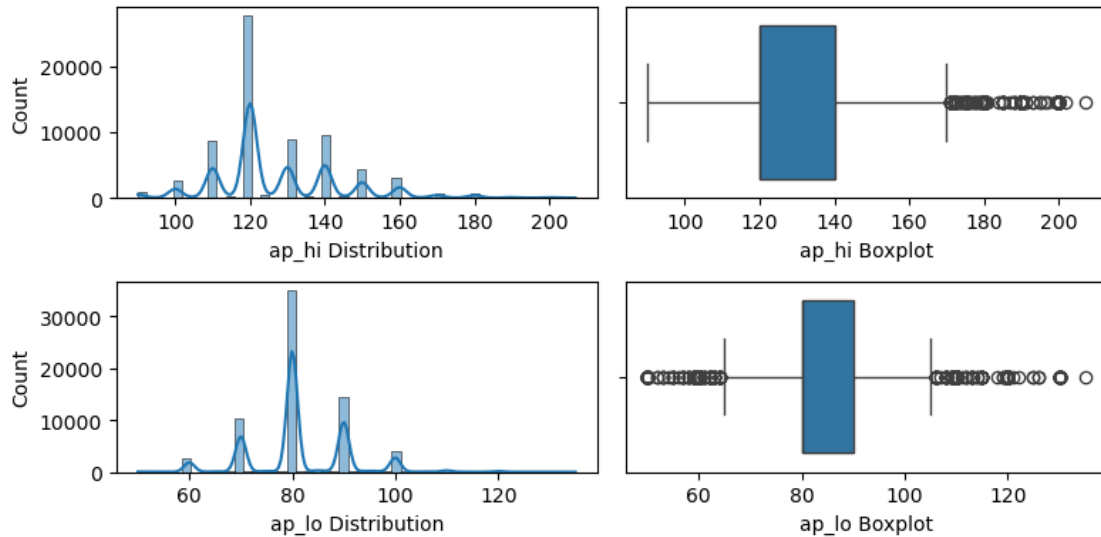 Count
20000
10000
0
100 120 140 160 180 200
ap_hi Distribution
100 120 140 160 180 200
ap_hi Boxplot
Count
30000
20000
10000
0
60 80 100 120
ap_lo Distribution
60 80 100 120
ap_lo Boxplot